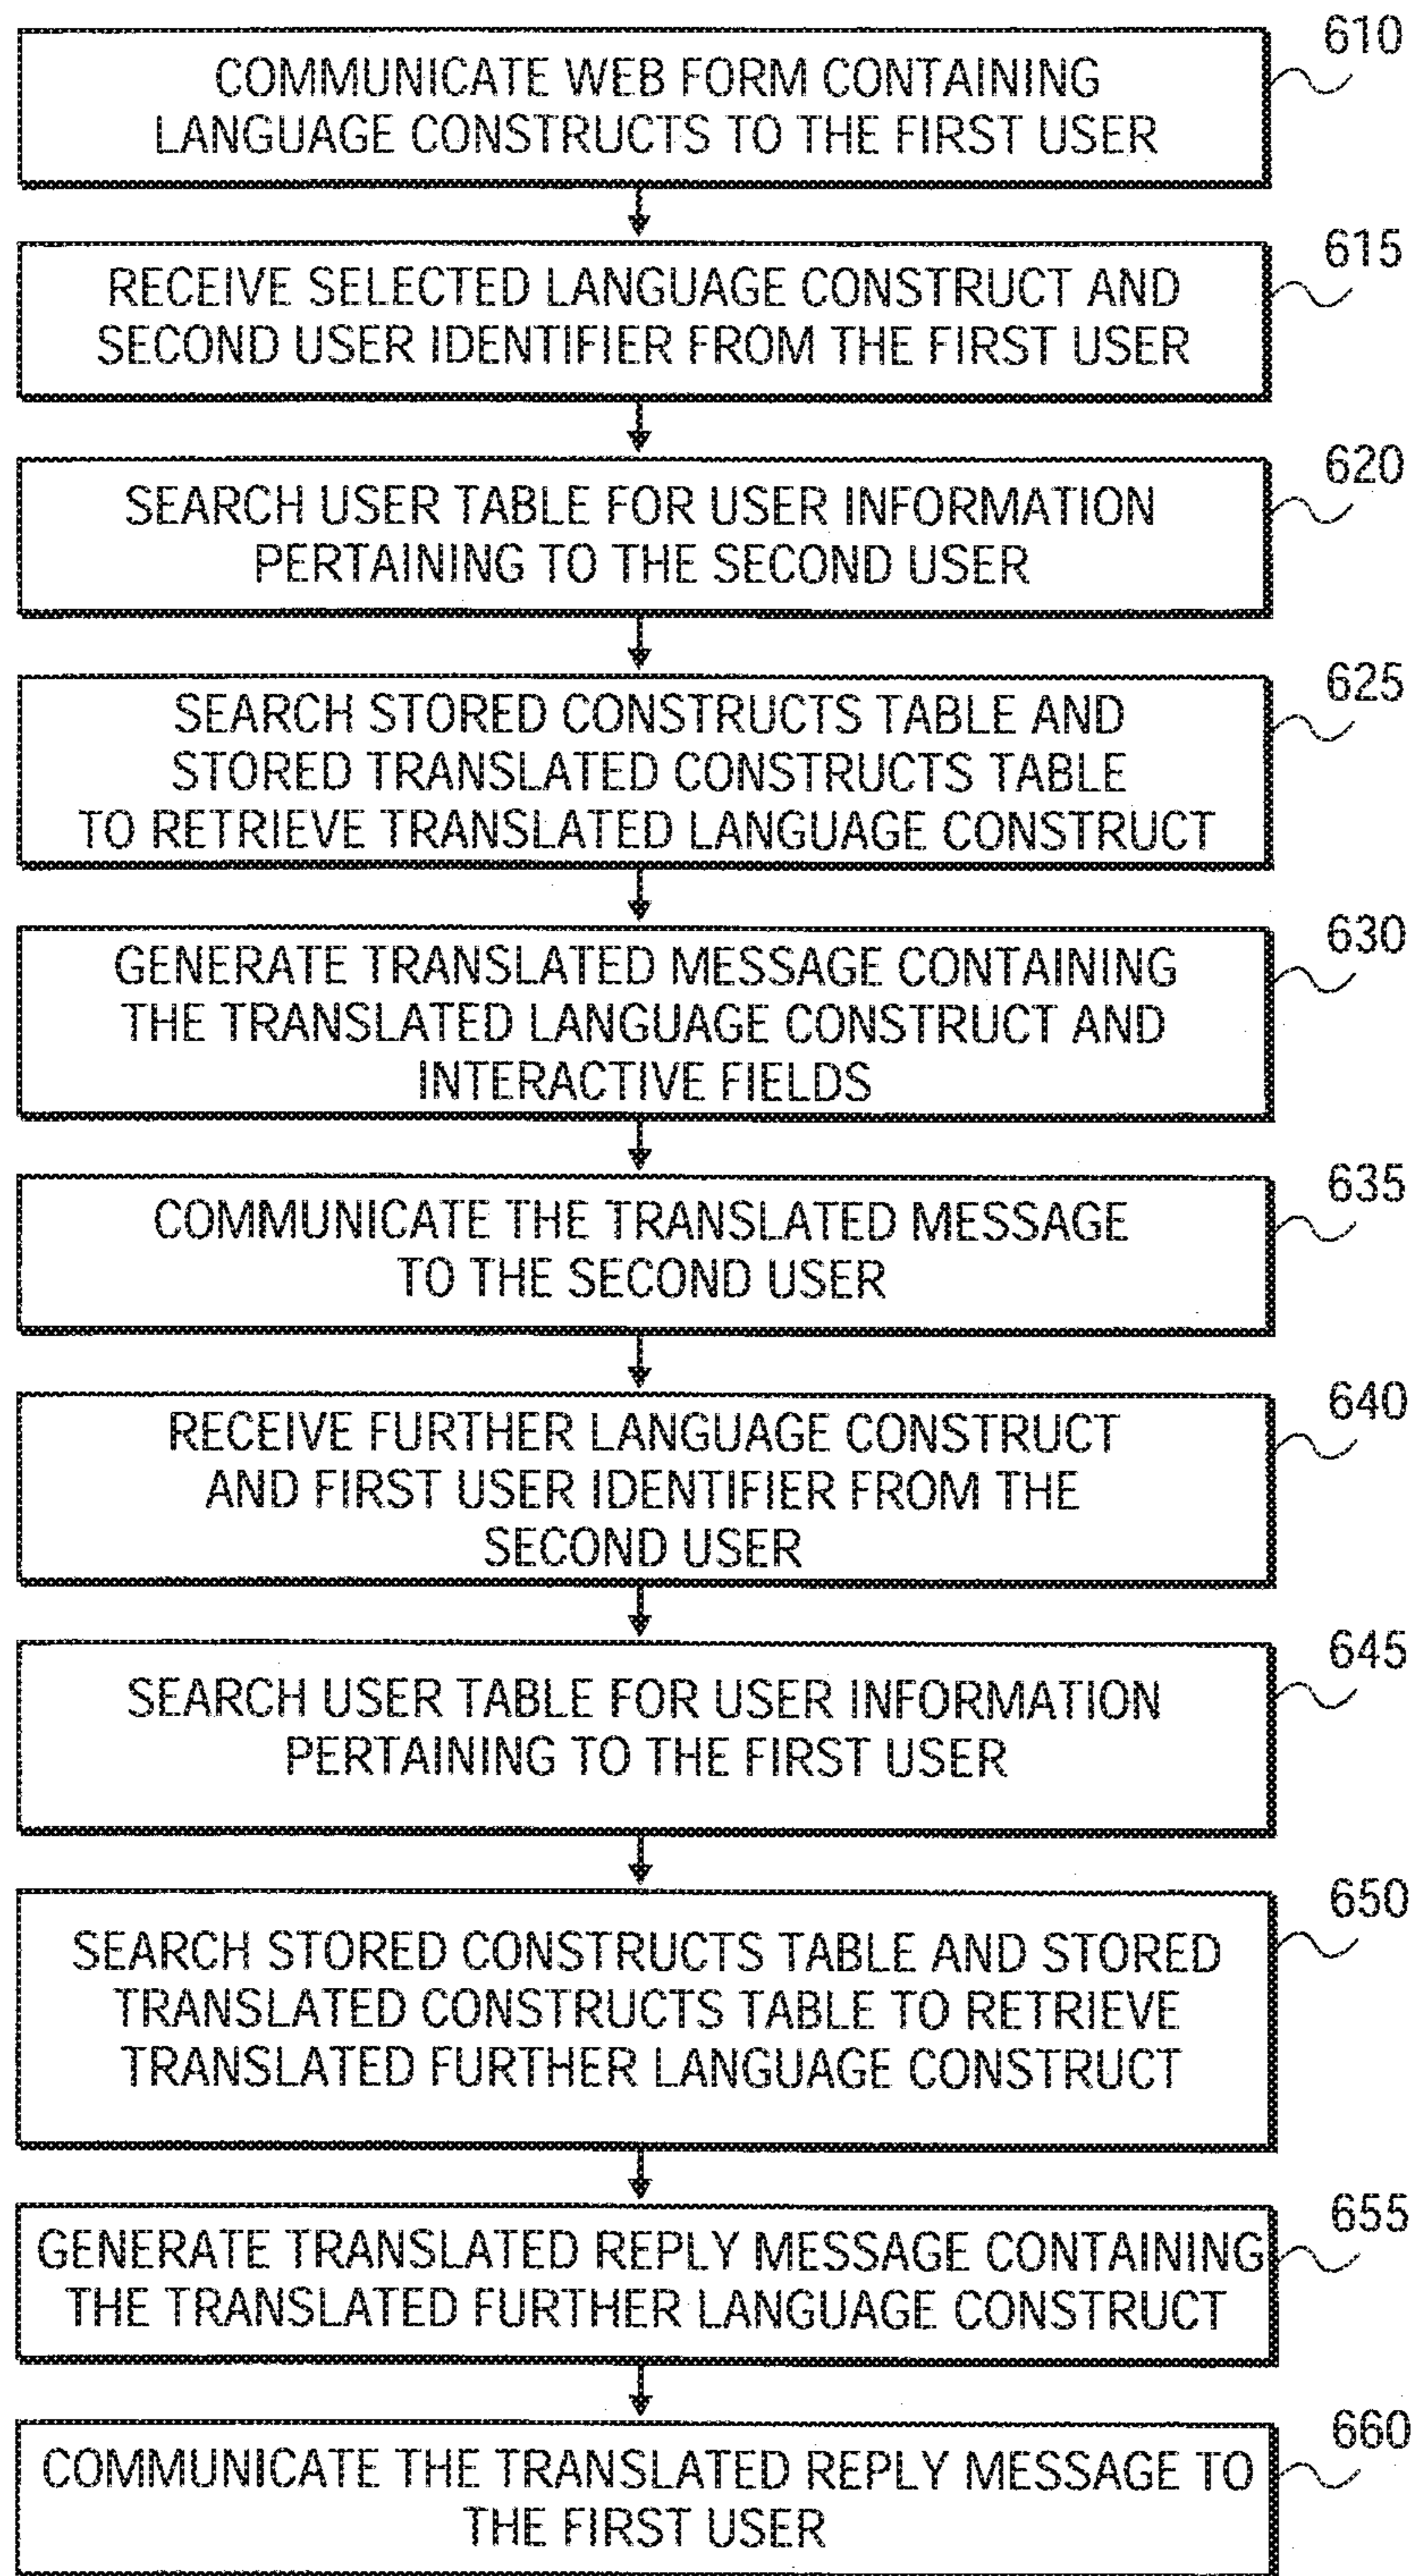 610
COMMUNICATE WEB FORM CONTAINING
LANGUAGE CONSTRUCTS TO THE FIRST USER
615
RECEIVE SELECTED LANGUAGE CONSTRUCT AND
SECOND USER IDENTIFIER FROM THE FIRST USER
620
SEARCH USER TABLE FOR USER INFORMATION
PERTAINING TO THE SECOND USER
625
SEARCH STORED CONSTRUCTS TABLE AND
STORED TRANSLATED CONSTRUCTS TABLE
TO RETRIEVE TRANSLATED LANGUAGE CONSTRUCT
630
GENERATE TRANSLATED MESSAGE CONTAINING
THE TRANSLATED LANGUAGE CONSTRUCT AND
INTERACTIVE FIELDS
635
COMMUNICATE THE TRANSLATED MESSAGE
TO THE SECOND USER
640
RECEIVE FURTHER LANGUAGE CONSTRUCT
AND FIRST USER IDENTIFIER FROM THE
SECOND USER
645
SEARCH USER TABLE FOR USER INFORMATION
PERTAINING TO THE FIRST USER
650
SEARCH STORED CONSTRUCTS TABLE AND STORED
TRANSLATED CONSTRUCTS TABLE TO RETRIEVE
TRANSLATED FURTHER LANGUAGE CONSTRUCT
655
GENERATE TRANSLATED REPLY MESSAGE CONTAINING
THE TRANSLATED FURTHER LANGUAGE CONSTRUCT
660
COMMUNICATE THE TRANSLATED REPLY MESSAGE TO
THE FIRST USER